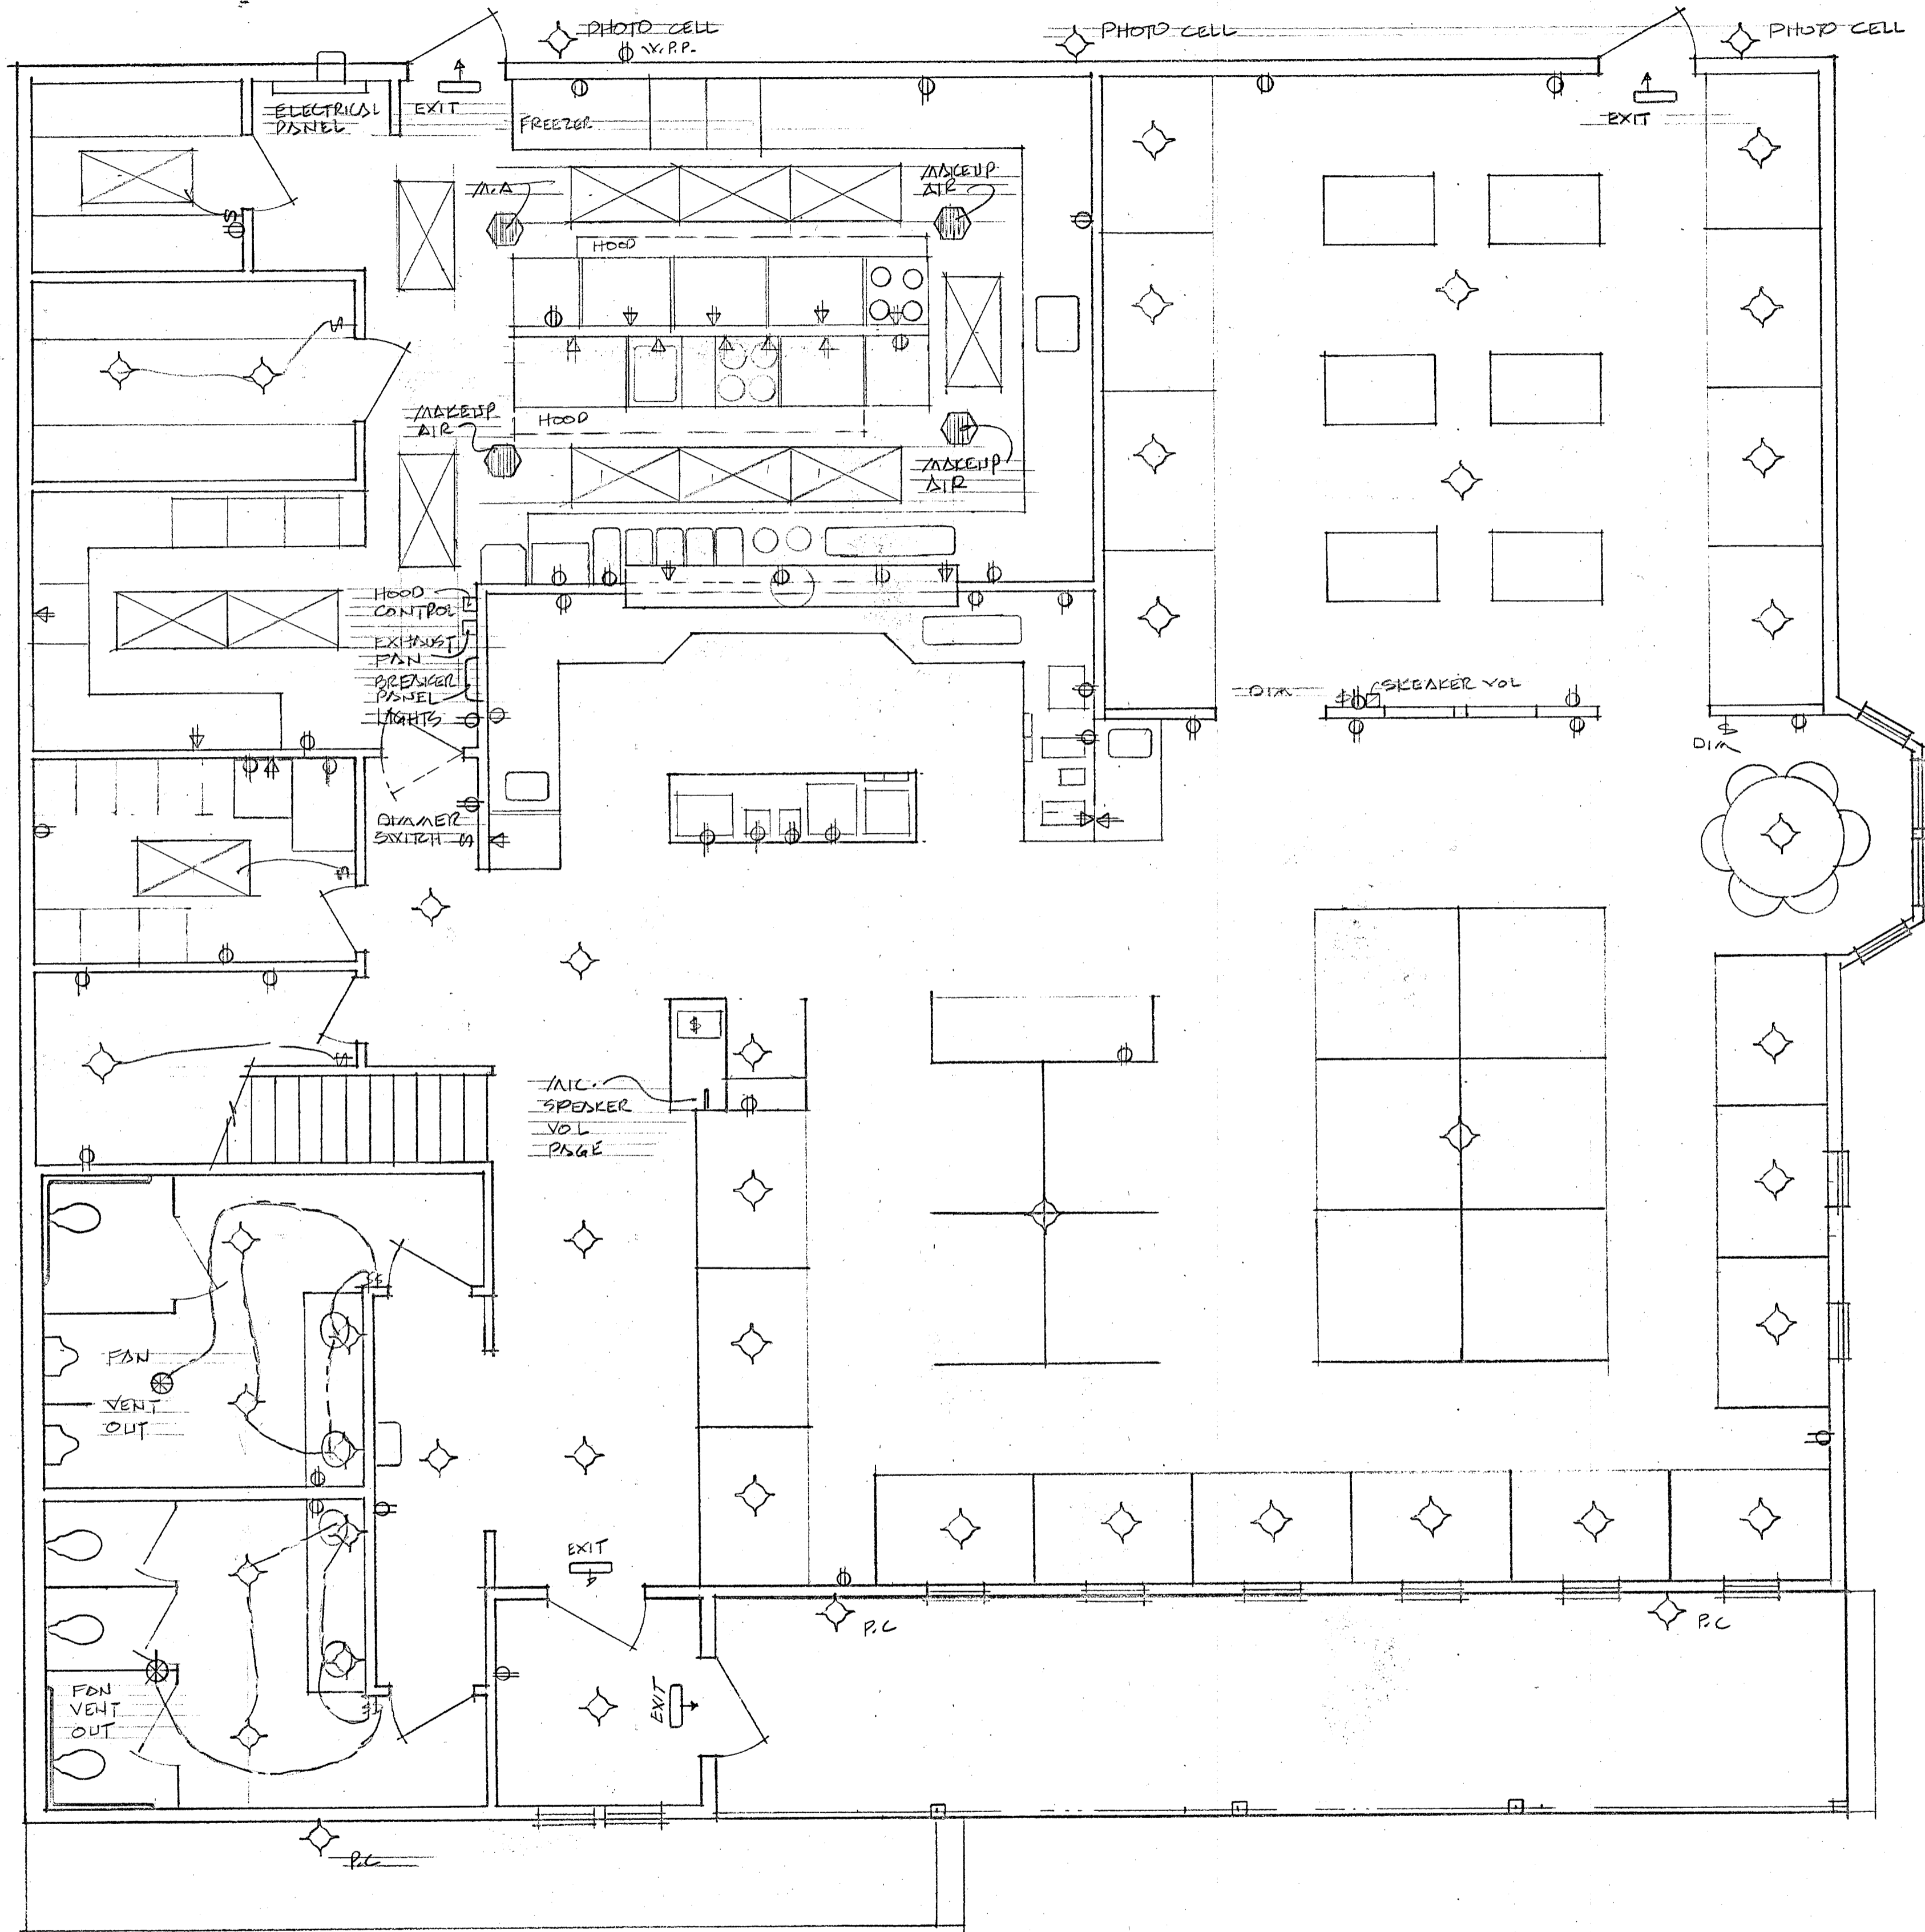 PHOTO CELL
W.P.P.
PHOTO CELL
PHOTO CELL
ELECTRICAL
PANEL
EXIT
FREEZER
EXIT
M.A
MAKEUP
AIR
HOOD
MAKEUP
AIR
HOOD
MAKEUP
AIR
HOOD
CONTROL
EXHAUST
FAN
BREAKER
PANEL
LIGHTS
DIM
$
SKEAKER VOL
$
DIM
DIMMER
SWITCH
$
MIC.
SPEAKER
VOL
PAGE
FAN
VENT
OUT
EXIT
P.C
P.C
EXIT
FAN
VENT
OUT
P.C